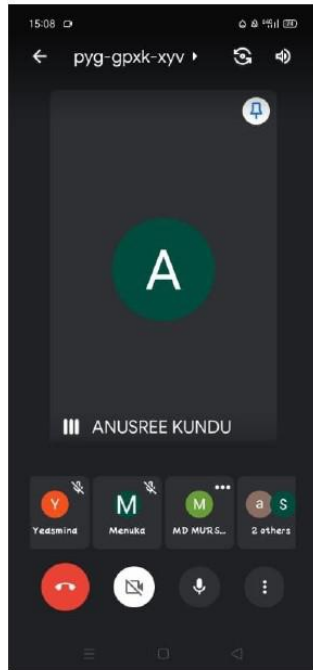 15:08
pyg-gpxk-xyv
A
ANUSREE KUNDU
Y M M a S
Yeasmina Menuka MD MURS... 2 others